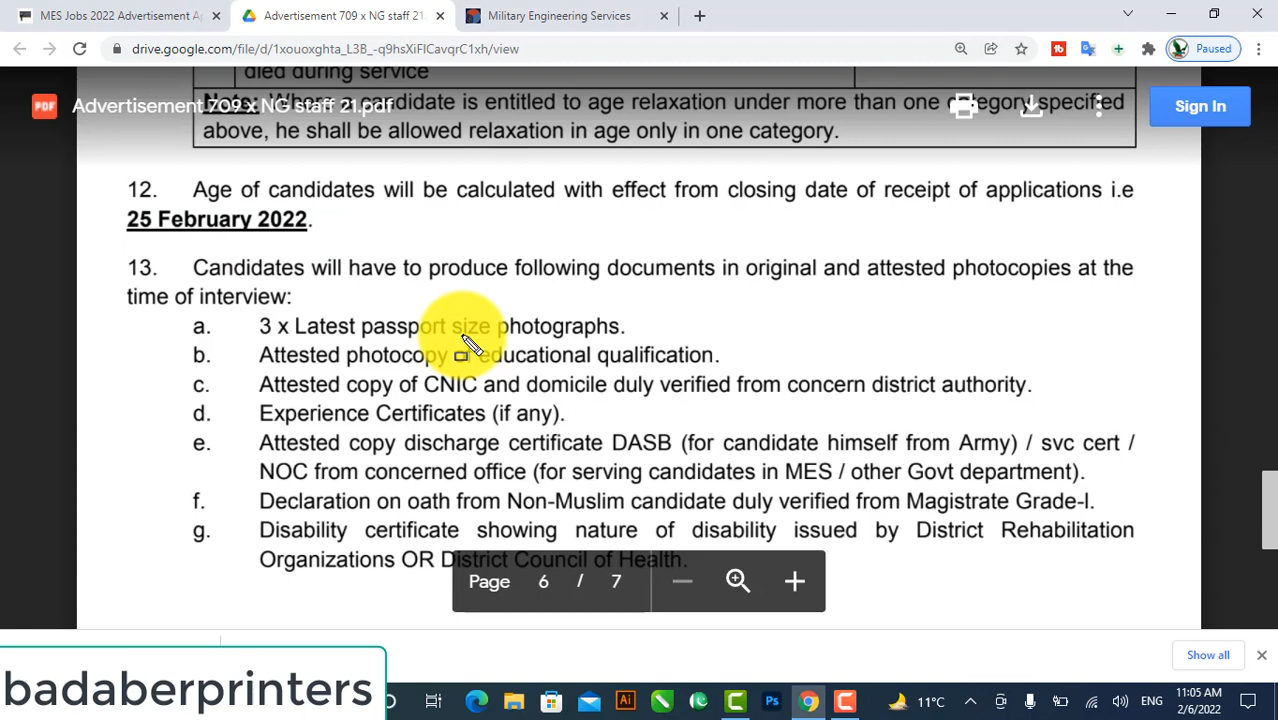 MES Jobs 2022 Advertisement Ap
Advertisement 709 x NG staff 21.
Military Engineering Services
drive.google.com/file/d/1xouoxghta_L3B_-q9hsXiFlCavqrC1xh/view
Paused
died during service
Advertisement 709 x NG staff 21.pdf
PDF
Sign In
Note: Where a candidate is entitled to age relaxation under more than one category specified
above, he shall be allowed relaxation in age only in one category.
12. Age of candidates will be calculated with effect from closing date of receipt of applications i.e
25 February 2022.
13. Candidates will have to produce following documents in original and attested photocopies at the
time of interview:
a. 3 x Latest passport size photographs.
b. Attested photocopy of educational qualification.
c. Attested copy of CNIC and domicile duly verified from concern district authority.
d. Experience Certificates (if any).
e. Attested copy discharge certificate DASB (for candidate himself from Army) / svc cert /
NOC from concerned office (for serving candidates in MES / other Govt department).
f. Declaration on oath from Non-Muslim candidate duly verified from Magistrate Grade-I.
g. Disability certificate showing nature of disability issued by District Rehabilitation
Organizations OR District Council of Health.
Page 6 / 7
Show all
badaberprinters
Ai
Ps
11°C
ENG
11:05 AM
2/6/2022